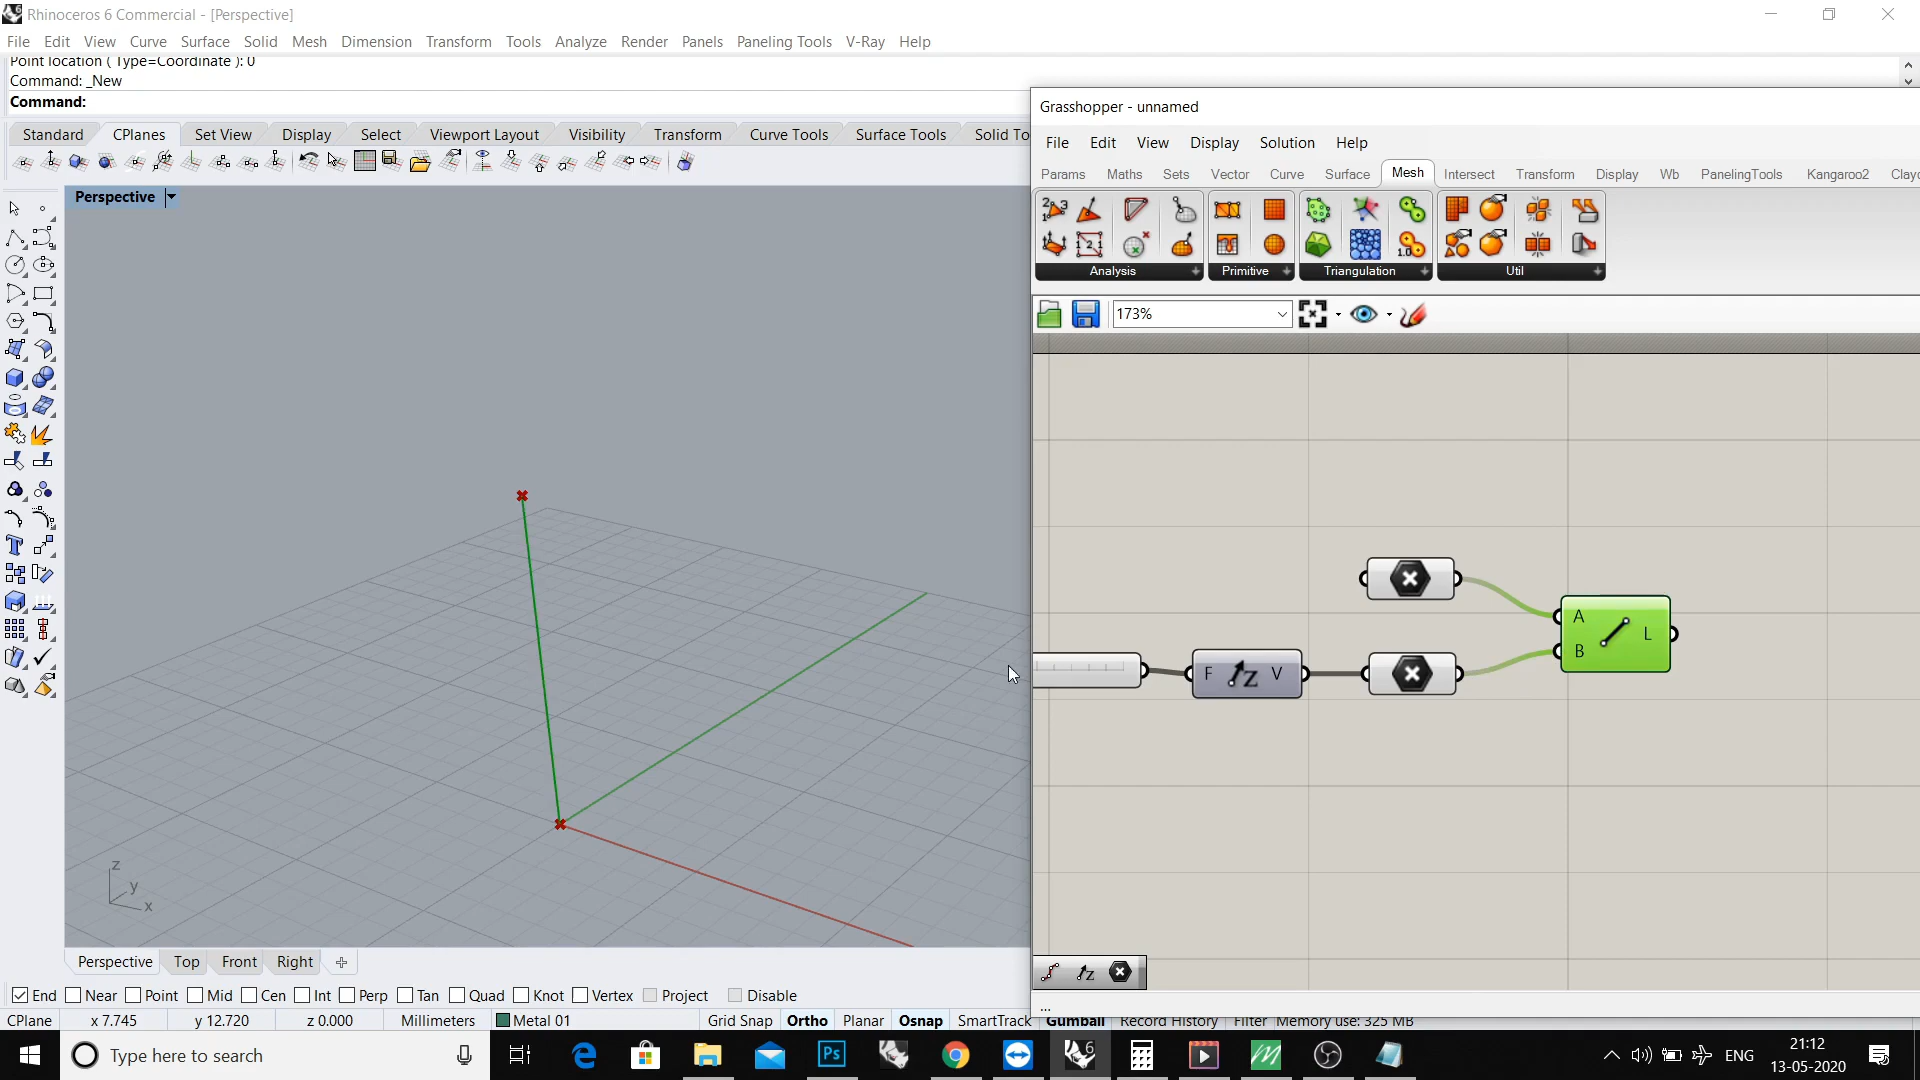 Rhinoceros 6 Commercial - [Perspective]
File Edit View Curve Surface Solid Mesh Dimension Transform Tools Analyze Render Panels Paneling Tools V-Ray Help
Point location ( Type=Coordinate ): 0
Command: _New
Command:
Standard CPlanes Set View Display Select Viewport Layout Visibility Transform Curve Tools Surface Tools Solid To
Perspective
z
y
x
Grasshopper - unnamed
File Edit View Display Solution Help
Params Maths Sets Vector Curve Surface Mesh Intersect Transform Display Wb PanelingTools Kangaroo2 Clayo
Analysis Primitive Triangulation Util
173%
F Z V
A
B
L
Perspective Top Front Right
End Near Point Mid Cen Int Perp Tan Quad Knot Vertex Project Disable
...
CPlane x 7.745 y 12.720 z 0.000 Millimeters Metal 01 Grid Snap Ortho Planar Osnap SmartTrack Gumball Record History Filter Memory use: 325 MB
Type here to search
Ps
6
ENG
21:12
13-05-2020